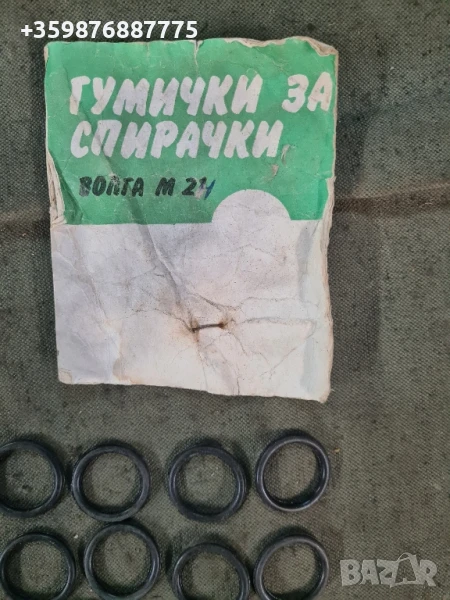 +359876887775
ГУМИЧКИ ЗА
СПИРАЧКИ
ВОЛГА М 24
BAZAR